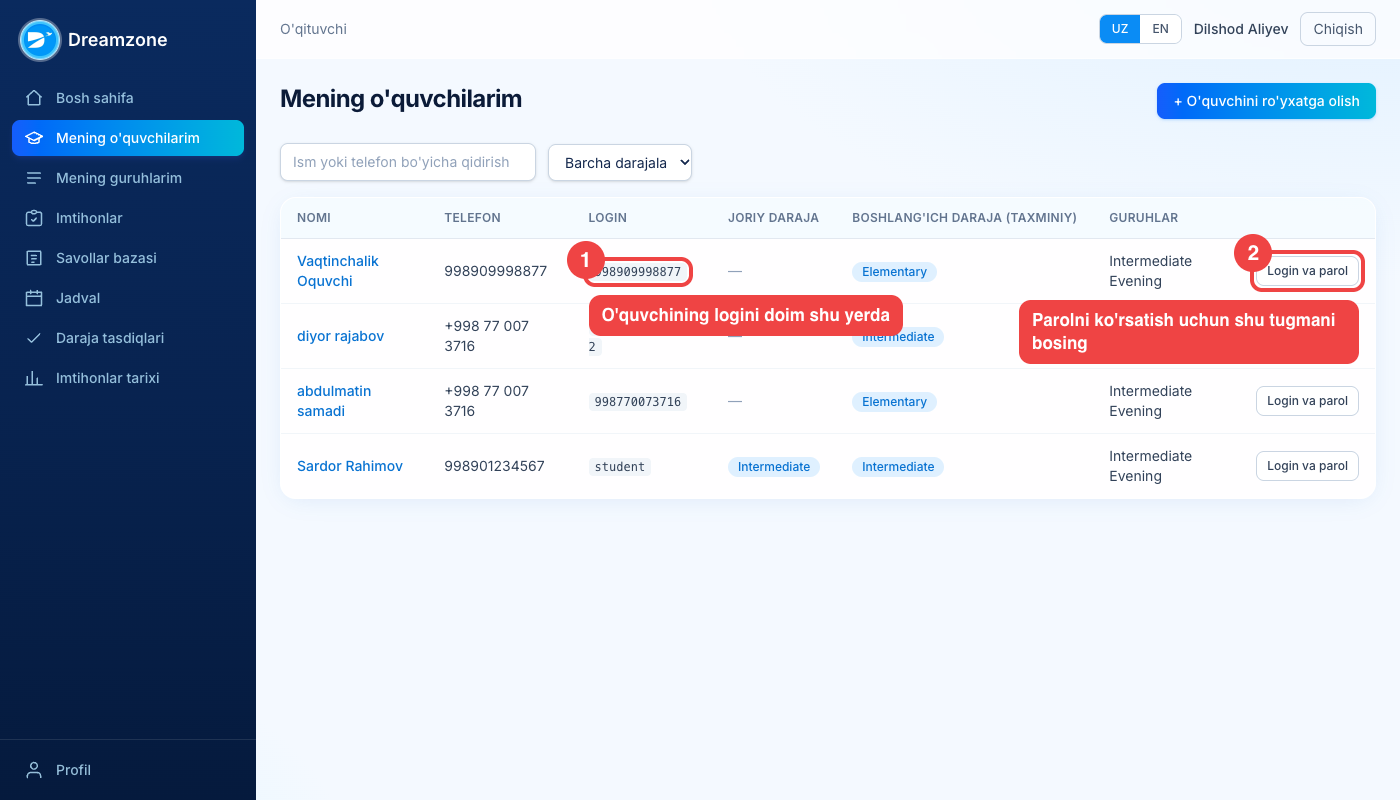 Dreamzone
O'qituvchi
UZ EN Dilshod Aliyev Chiqish
Bosh sahifa
Mening o'quvchilarim
Mening guruhlarim
Imtihonlar
Savollar bazasi
Jadval
Daraja tasdiqlari
Imtihonlar tarixi
Profil
Mening o'quvchilarim
+ O'quvchini ro'yxatga olish
Ism yoki telefon bo'yicha qidirish
Barcha darajala
NOMI TELEFON LOGIN JORIY DARAJA BOSHLANG'ICH DARAJA (TAXMINIY) GURUHLAR
1
2
Vaqtinchalik
Oquvchi
998909998877
98909998877
—
Elementary
Intermediate
Evening
Login va parol
O'quvchining logini doim shu yerda
Parolni ko'rsatish uchun shu tugmani
bosing
diyor rajabov
+998 77 007
3716
2
Intermediate
abdulmatin
samadi
+998 77 007
3716
998770073716
—
Elementary
Intermediate
Evening
Login va parol
Sardor Rahimov
998901234567
student
Intermediate
Intermediate
Intermediate
Evening
Login va parol